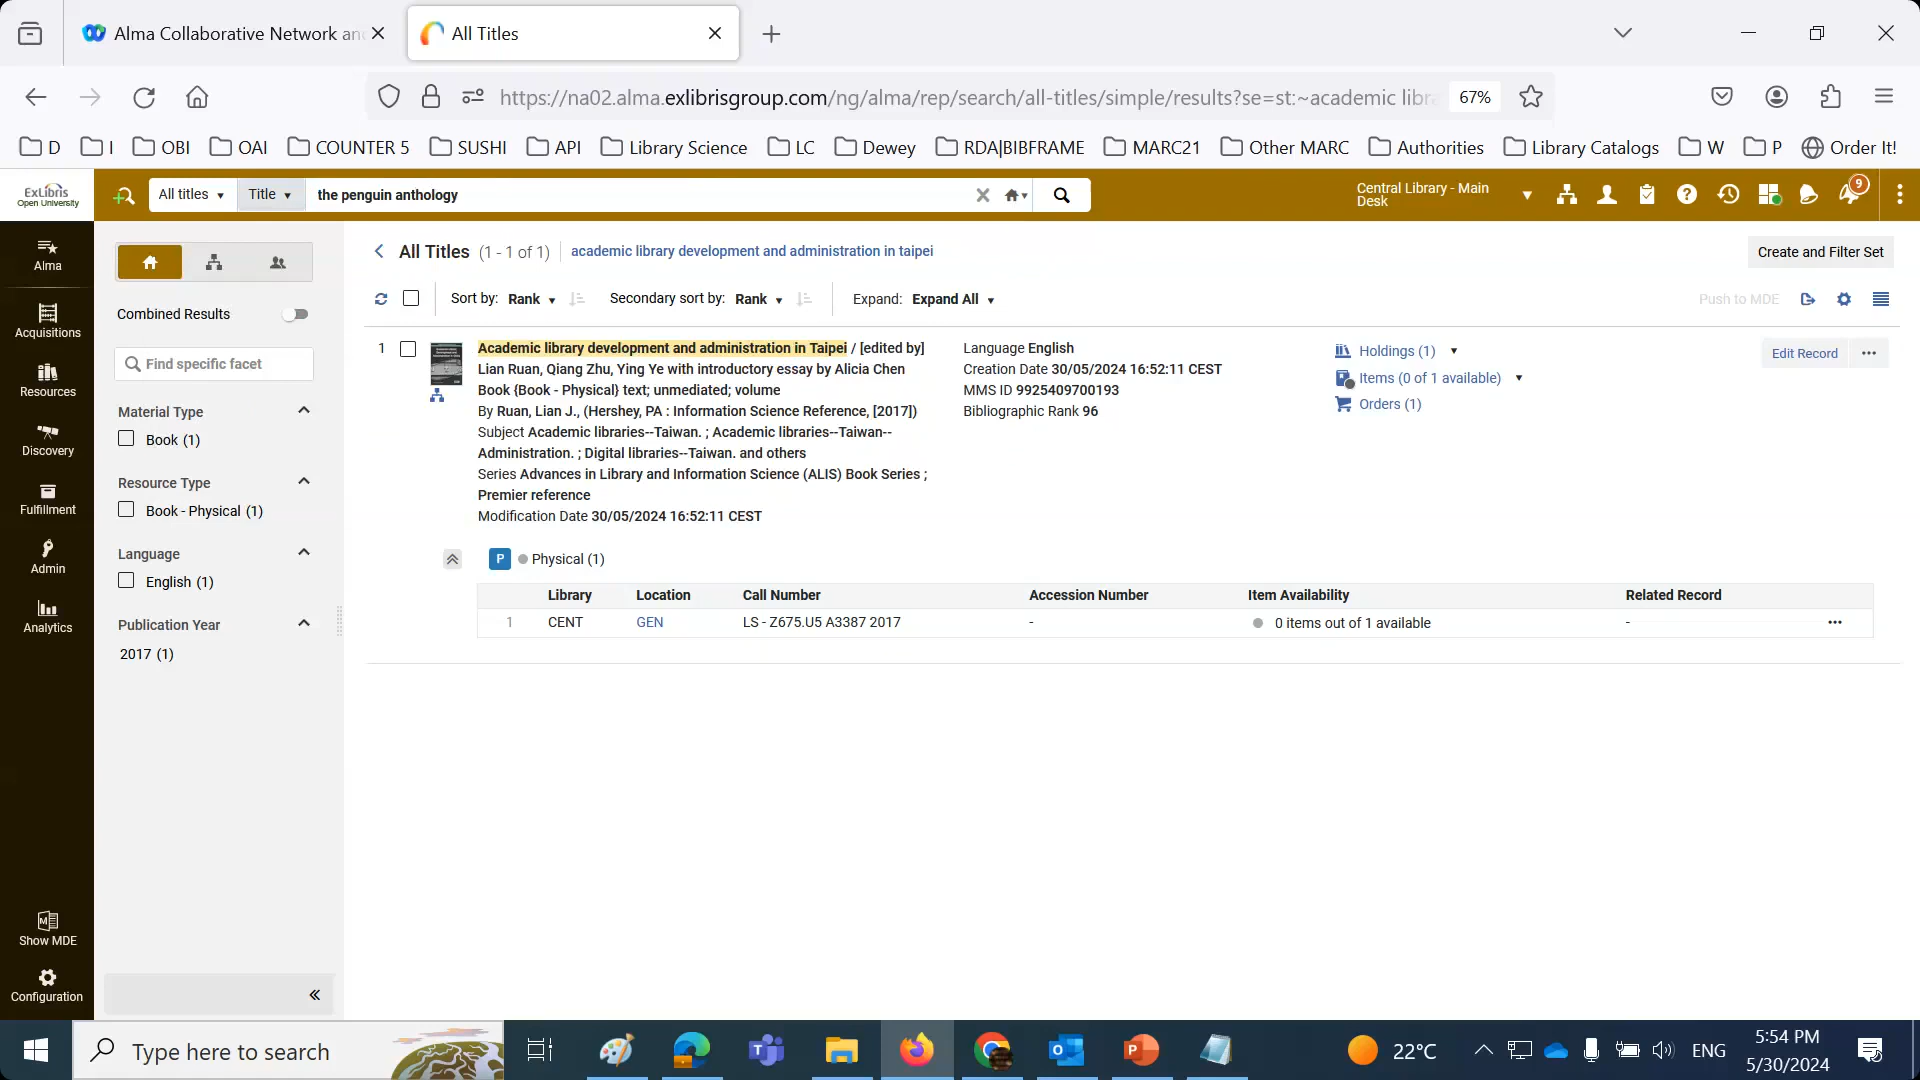 Alma Collaborative Network an
All Titles
https://na02.alma.exlibrisgroup.com/ng/alma/rep/search/all-titles/simple/results?se=st:~academic libra
67%
D
I
OBI
OAI
COUNTER 5
SUSHI
API
Library Science
LC
Dewey
RDA|BIBFRAME
MARC21
Other MARC
Authorities
Library Catalogs
W
P
Order It!
ExLibris
Open University
All titles
Title
the penguin anthology
Central Library - Main
Desk
9
Alma
Acquisitions
Resources
Discovery
Fulfillment
Admin
Analytics
Show MDE
Configuration
Combined Results
Find specific facet
Material Type
Book (1)
Resource Type
Book - Physical (1)
Language
English (1)
Publication Year
2017 (1)
All Titles (1 - 1 of 1) academic library development and administration in taipei
Create and Filter Set
Sort by: Rank
Secondary sort by: Rank
Expand: Expand All
Push to MDE
1
Academic library development and administration in Taipei / [edited by]
Lian Ruan, Qiang Zhu, Ying Ye with introductory essay by Alicia Chen
Book {Book - Physical} text; unmediated; volume
By Ruan, Lian J., (Hershey, PA : Information Science Reference, [2017])
Subject Academic libraries--Taiwan. ; Academic libraries--Taiwan--
Administration. ; Digital libraries--Taiwan. and others
Series Advances in Library and Information Science (ALIS) Book Series ;
Premier reference
Modification Date 30/05/2024 16:52:11 CEST
Language English
Creation Date 30/05/2024 16:52:11 CEST
MMS ID 9925409700193
Bibliographic Rank 96
Holdings (1)
Items (0 of 1 available)
Orders (1)
Edit Record
P Physical (1)
Library Location Call Number Accession Number Item Availability Related Record
1 CENT GEN LS - Z675.U5 A3387 2017 - 0 items out of 1 available -
Type here to search
22°C
ENG
5:54 PM
5/30/2024